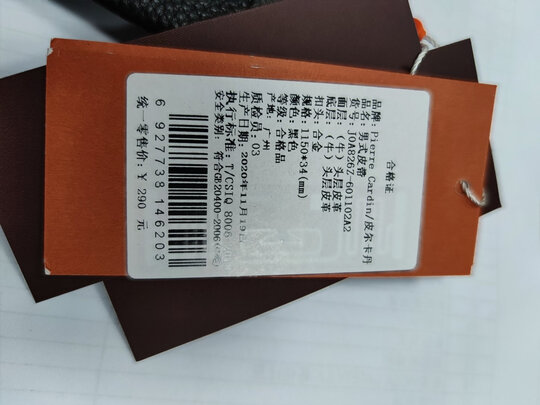 合格证
品牌: Pierre Cardin/皮尔卡丹
品名: 男式皮带
货号: JOA8267-601102A2
面层: (牛) 头层皮革
底层: (牛) 头层皮革
扣头: 合金
规格: 1150*34(mm)
颜色: 黑色
等级: 合格品
产地: 广州
质检员: 03
生产日期: 2020年11月19日
执行标准: T/CSIQ 8006
安全类别: 符合GB20400-2006
6 927738 146203
统一零售价: ¥ 290 元